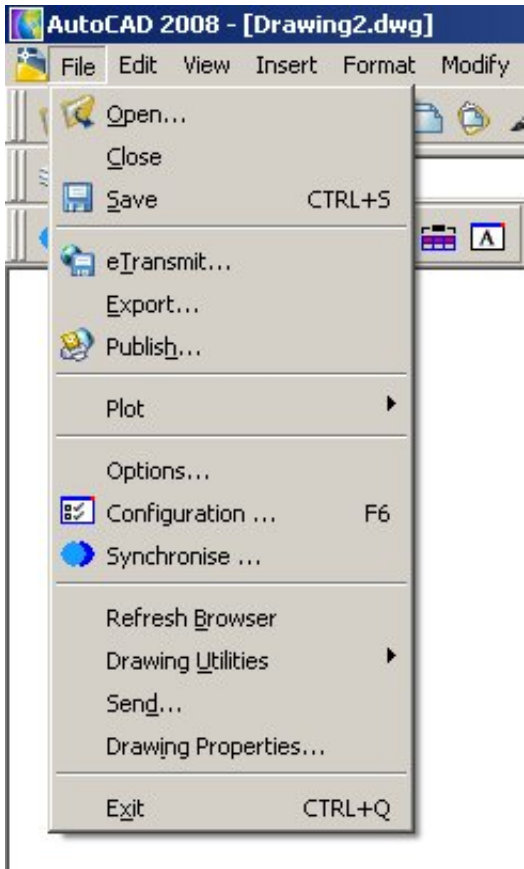 AutoCAD 2008 - [Drawing2.dwg]
File Edit View Insert Format Modify
Open...
Close
Save CTRL+S
eTransmit...
Export...
Publish...
Plot
Options...
Configuration ... F6
Synchronise ...
Refresh Browser
Drawing Utilities
Send...
Drawing Properties...
Exit CTRL+Q
A